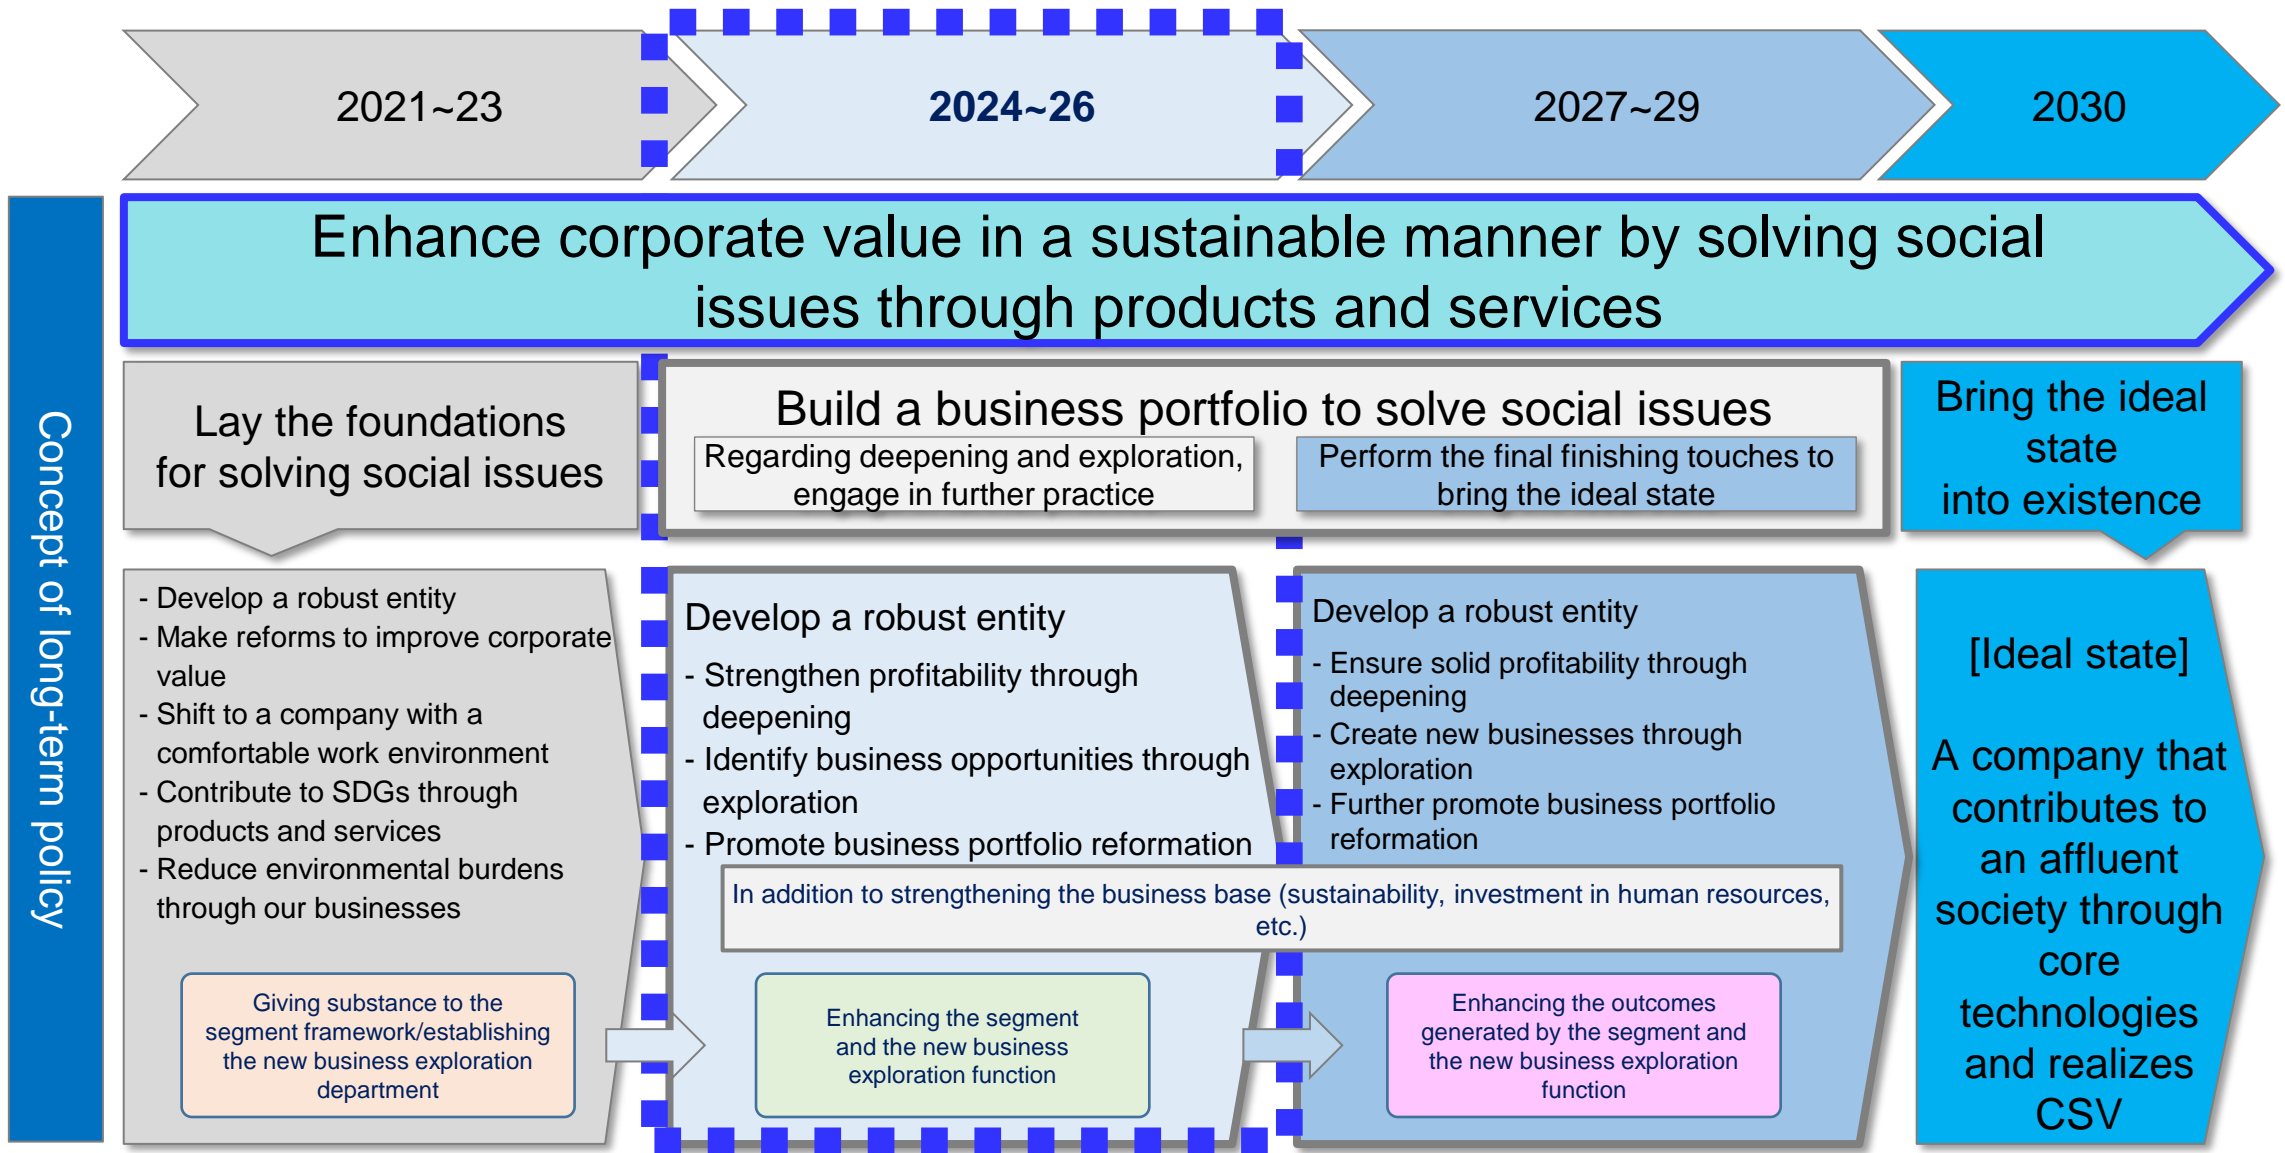 2021~23
2024~26
2027~29
2030
Concept of long-term policy
Enhance corporate value in a sustainable manner by solving social
issues through products and services
Lay the foundations
for solving social issues
Build a business portfolio to solve social issues
Regarding deepening and exploration,
engage in further practice
Perform the final finishing touches to
bring the ideal state
Bring the ideal
state
into existence
- Develop a robust entity
- Make reforms to improve corporate
value
- Shift to a company with a
comfortable work environment
- Contribute to SDGs through
products and services
- Reduce environmental burdens
through our businesses
Giving substance to the
segment framework/establishing
the new business exploration
department
Develop a robust entity
- Strengthen profitability through
deepening
- Identify business opportunities through
exploration
- Promote business portfolio reformation
Develop a robust entity
- Ensure solid profitability through
deepening
- Create new businesses through
exploration
- Further promote business portfolio
reformation
In addition to strengthening the business base (sustainability, investment in human resources,
etc.)
Enhancing the segment
and the new business
exploration function
Enhancing the outcomes
generated by the segment and
the new business exploration
function
[Ideal state]
A company that
contributes to
an affluent
society through
core
technologies
and realizes
CSV